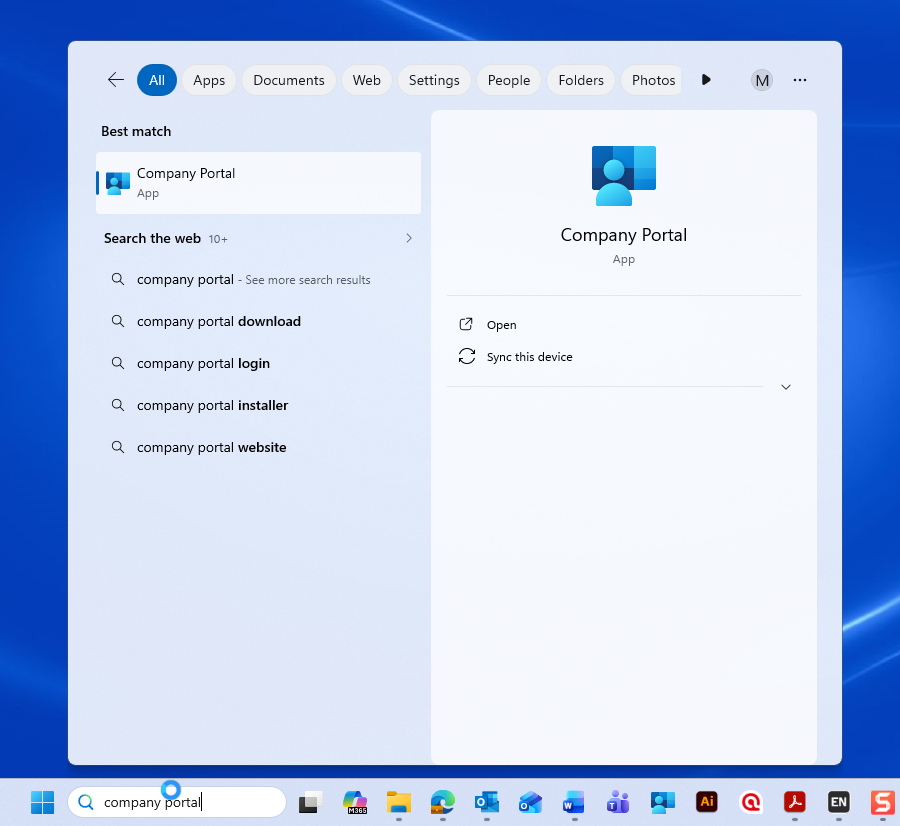 All Apps Documents Web Settings People Folders Photos M
Best match
Company Portal
App
Search the web 10+
company portal - See more search results
company portal download
company portal login
company portal installer
company portal website
Company Portal
App
Open
Sync this device
company portal
M365
O
O
W
T
Ai
EN
S